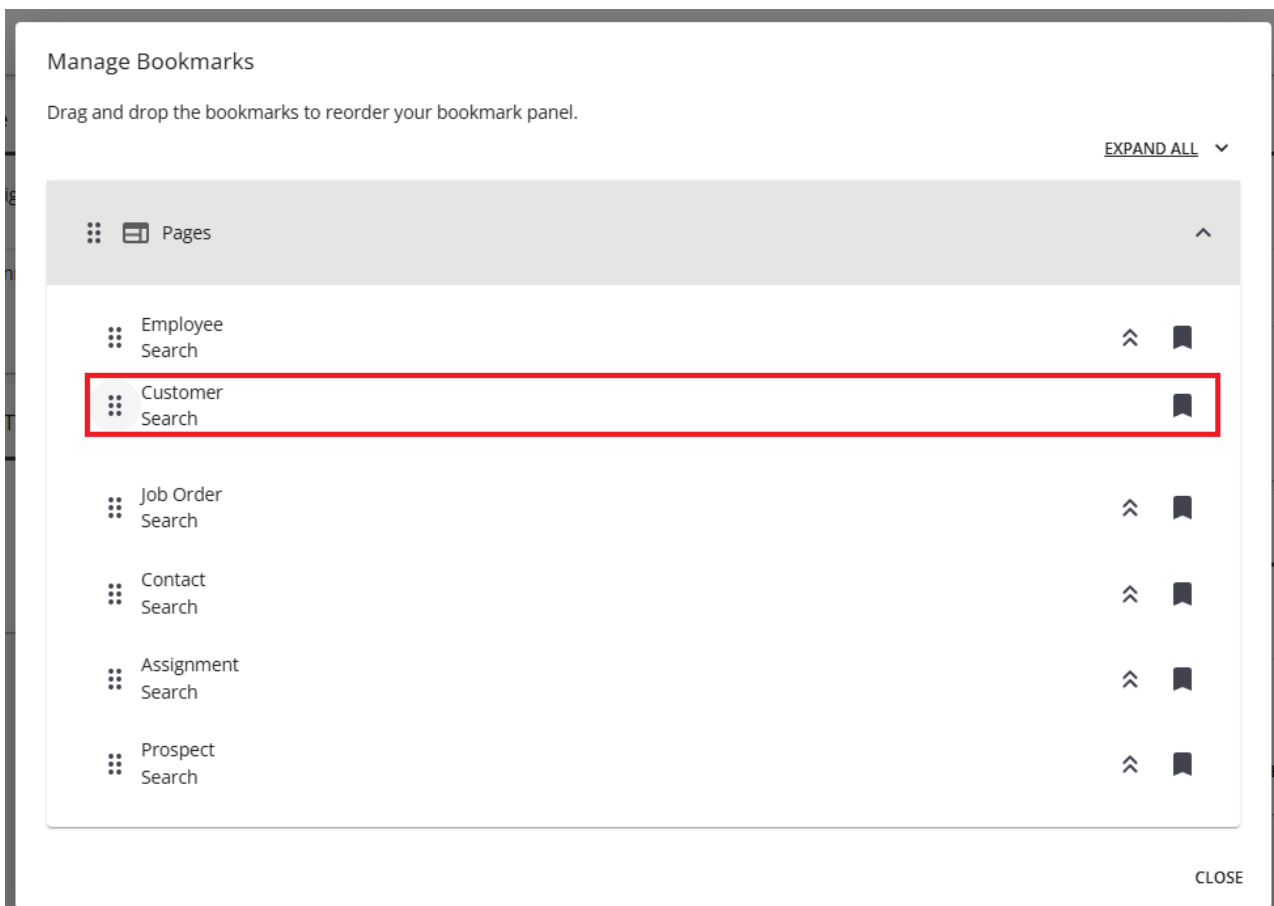 Manage Bookmarks
Drag and drop the bookmarks to reorder your bookmark panel.
EXPAND ALL
Pages
Employee
Search
Customer
Search
Job Order
Search
Contact
Search
Assignment
Search
Prospect
Search
CLOSE